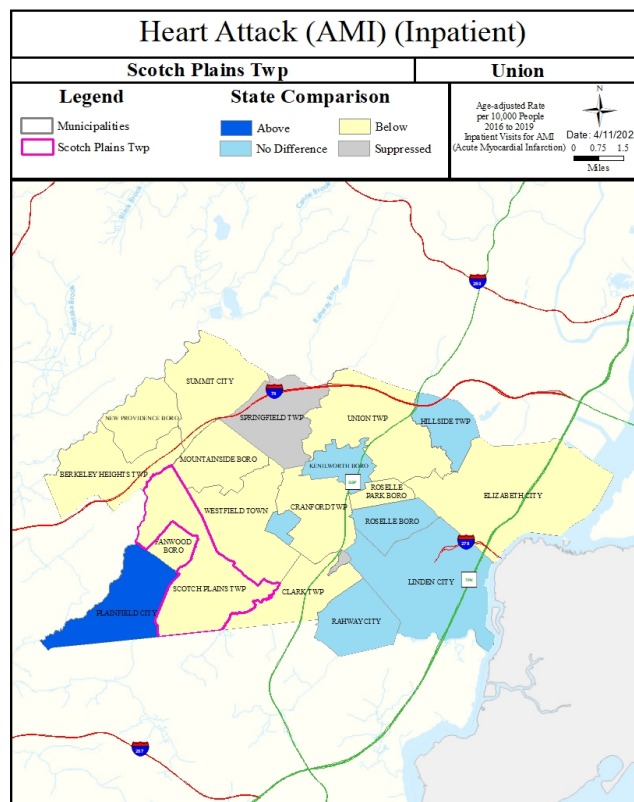 Heart Attack (AMI) (Inpatient)
Scotch Plains Twp
Union
Legend
Municipalities
Scotch Plains Twp
State Comparison
Above
Below
No Difference
Suppressed
Age-adjusted Rate
per 10,000 People
2016 to 2019
Inpatient Visits for AMI
(Acute Myocardial Infarction)
N
Date: 4/11/202
0 0.75 1.5
Miles
Rahway River
280
SUMMIT CITY
78
NEW PROVIDENCE BORO
SPRINGFIELD TWP
UNION TWP
HILLSIDE TWP
MOUNTAINSIDE BORO
KENILWORTH BORO
BERKELEY HEIGHTS TWP
GSP
ROSELLE
PARK BORO
ELIZABETH CITY
WESTFIELD TOWN
CRANFORD TWP
ROSELLE BORO
FANWOOD
BORO
278
SCOTCH PLAINS TWP
CLARK TWP
LINDEN CITY
PLAINFIELD CITY
RAHWAY CITY
287